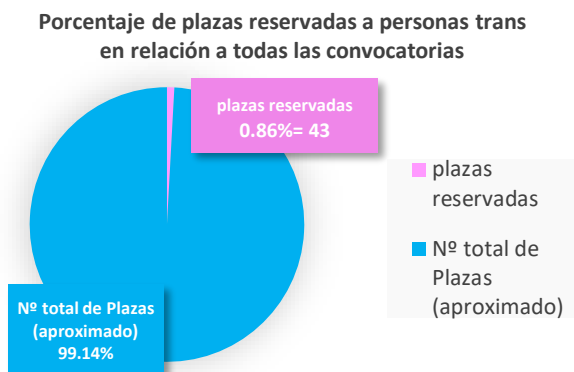 Porcentaje de plazas reservadas a personas trans
en relación a todas las convocatorias
plazas reservadas
0.86%= 43
plazas
reservadas
Nº total de
Plazas
(aproximado)
Nº total de Plazas
(aproximado)
99.14%